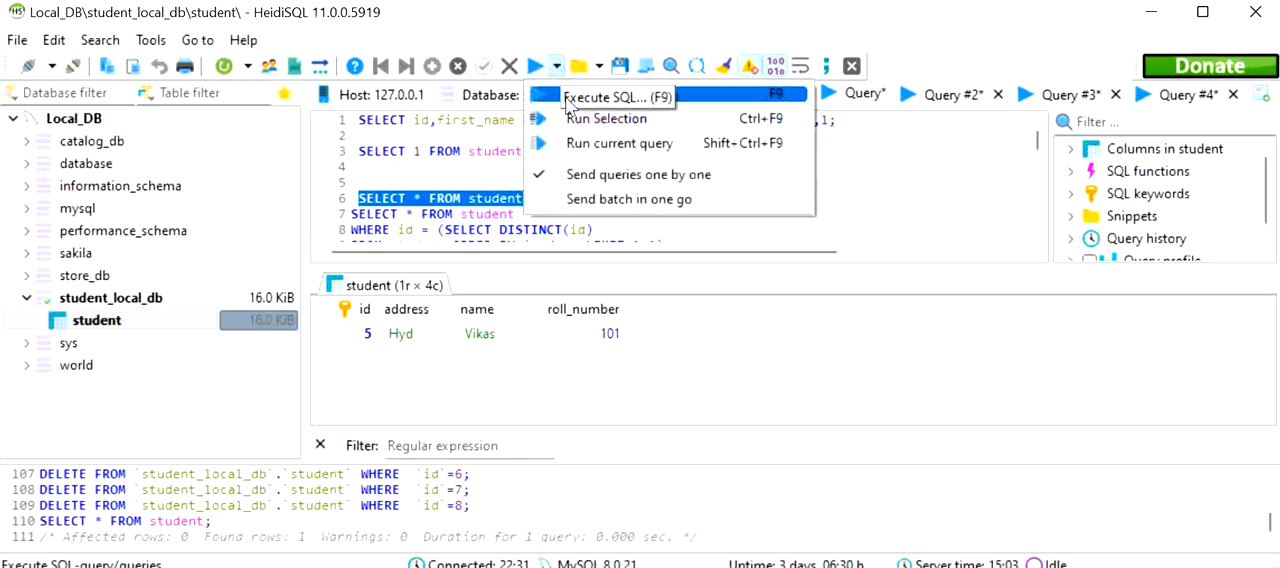 Local_DB\student_local_db\student\ - HeidiSQL 11.0.0.5919
File Edit Search Tools Go to Help
Donate
Database filter Table filter Host: 127.0.0.1 Database: Query* Query #2* Query #3* Query #4*
Execute SQL... (F9) F9
Run Selection Ctrl+F9
Run current query Shift+Ctrl+F9
Send queries one by one
Send batch in one go
Local_DB
catalog_db
database
information_schema
mysql
performance_schema
sakila
store_db
student_local_db 16.0 KiB
student 16.0 KiB
sys
world
1 SELECT id,first_name ,1;
2
3 SELECT 1 FROM student
4
5
6 SELECT * FROM student
7 SELECT * FROM student
8 WHERE id = (SELECT DISTINCT(id)
Filter ...
Columns in student
SQL functions
SQL keywords
Snippets
Query history
Query profile
student (1r × 4c)
id address name roll_number
5 Hyd Vikas 101
Filter: Regular expression
107 DELETE FROM `student_local_db`.`student` WHERE `id`=6;
108 DELETE FROM `student_local_db`.`student` WHERE `id`=7;
109 DELETE FROM `student_local_db`.`student` WHERE `id`=8;
110 SELECT * FROM student;
111 /* Affected rows: 0 Found rows: 1 Warnings: 0 Duration for 1 query: 0.000 sec. */
Execute SQL-query/queries Connected: 22:31 MySQL 8.0.21 Uptime: 3 days, 06:30 h Server time: 15:03 Idle